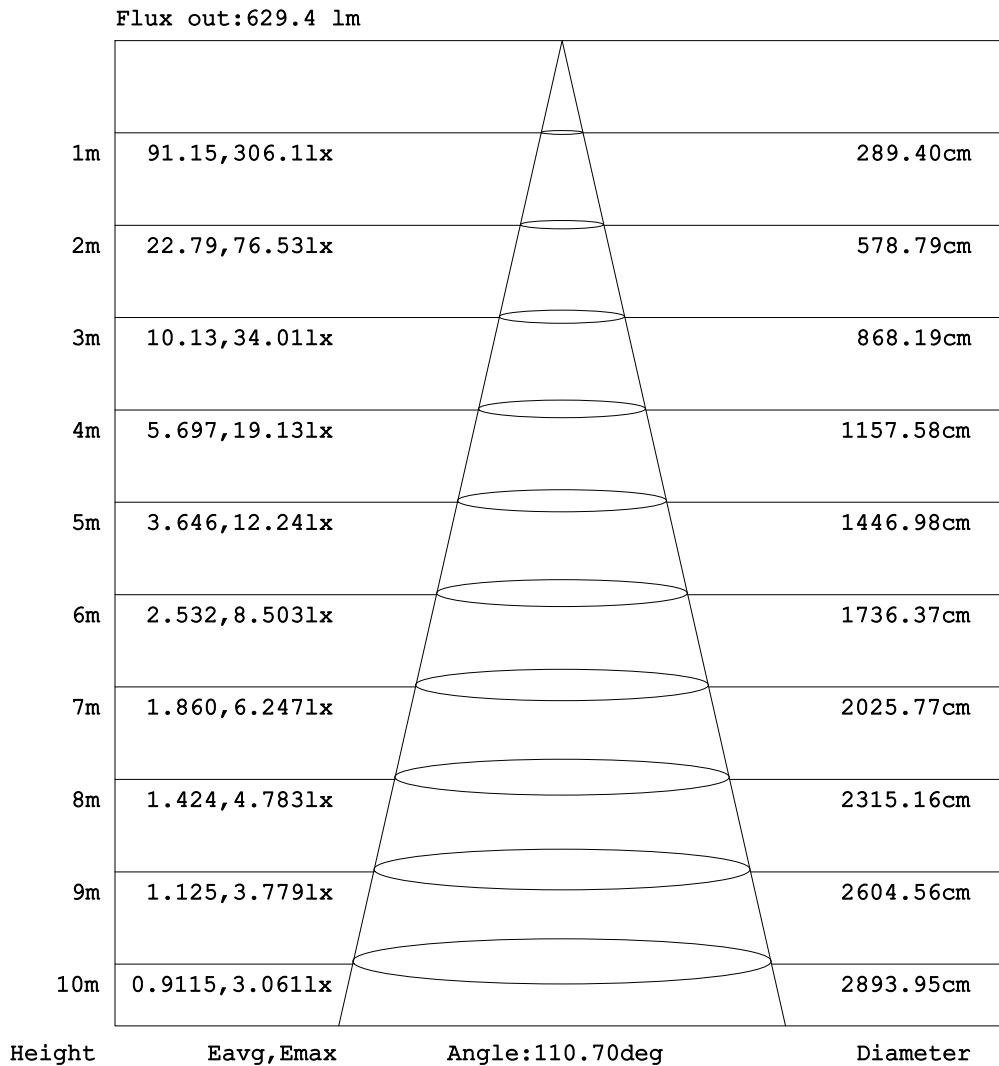 Flux out:629.4 lm
1m 91.15,306.1lx 289.40cm
2m 22.79,76.53lx 578.79cm
3m 10.13,34.01lx 868.19cm
4m 5.697,19.13lx 1157.58cm
5m 3.646,12.24lx 1446.98cm
6m 2.532,8.503lx 1736.37cm
7m 1.860,6.247lx 2025.77cm
8m 1.424,4.783lx 2315.16cm
9m 1.125,3.779lx 2604.56cm
10m 0.9115,3.061lx 2893.95cm
Height Eavg,Emax Angle:110.70deg Diameter